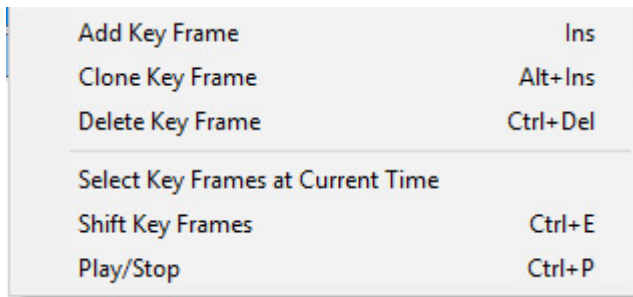 Add Key Frame Ins
Clone Key Frame Alt+Ins
Delete Key Frame Ctrl+Del
Select Key Frames at Current Time
Shift Key Frames Ctrl+E
Play/Stop Ctrl+P